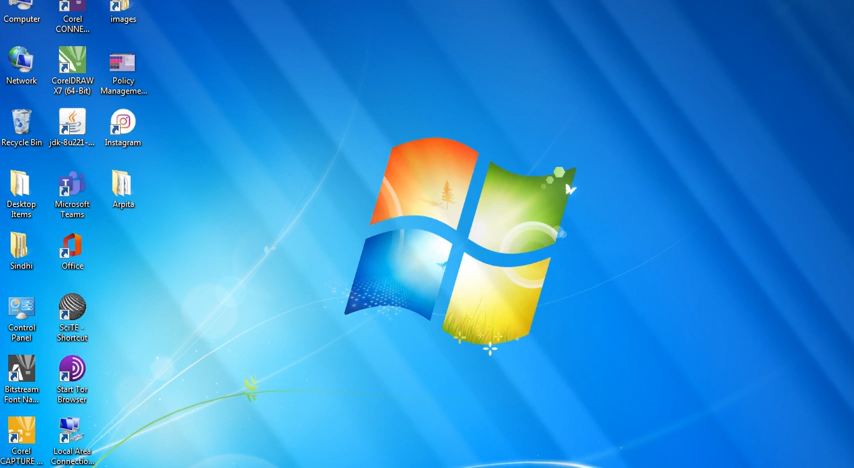 Computer
Corel
CONNE...
images
Network
CorelDRAW
X7 (64-Bit)
Policy
Manageme...
Recycle Bin
jdk-8u221-...
Instagram
Desktop
Items
Microsoft
Teams
Arpita
Sindhi
Office
Control
Panel
SciTE -
Shortcut
Bitstream
Font Na...
Start Tor
Browser
Corel
CAPTURE ...
Local Area
Connectio...